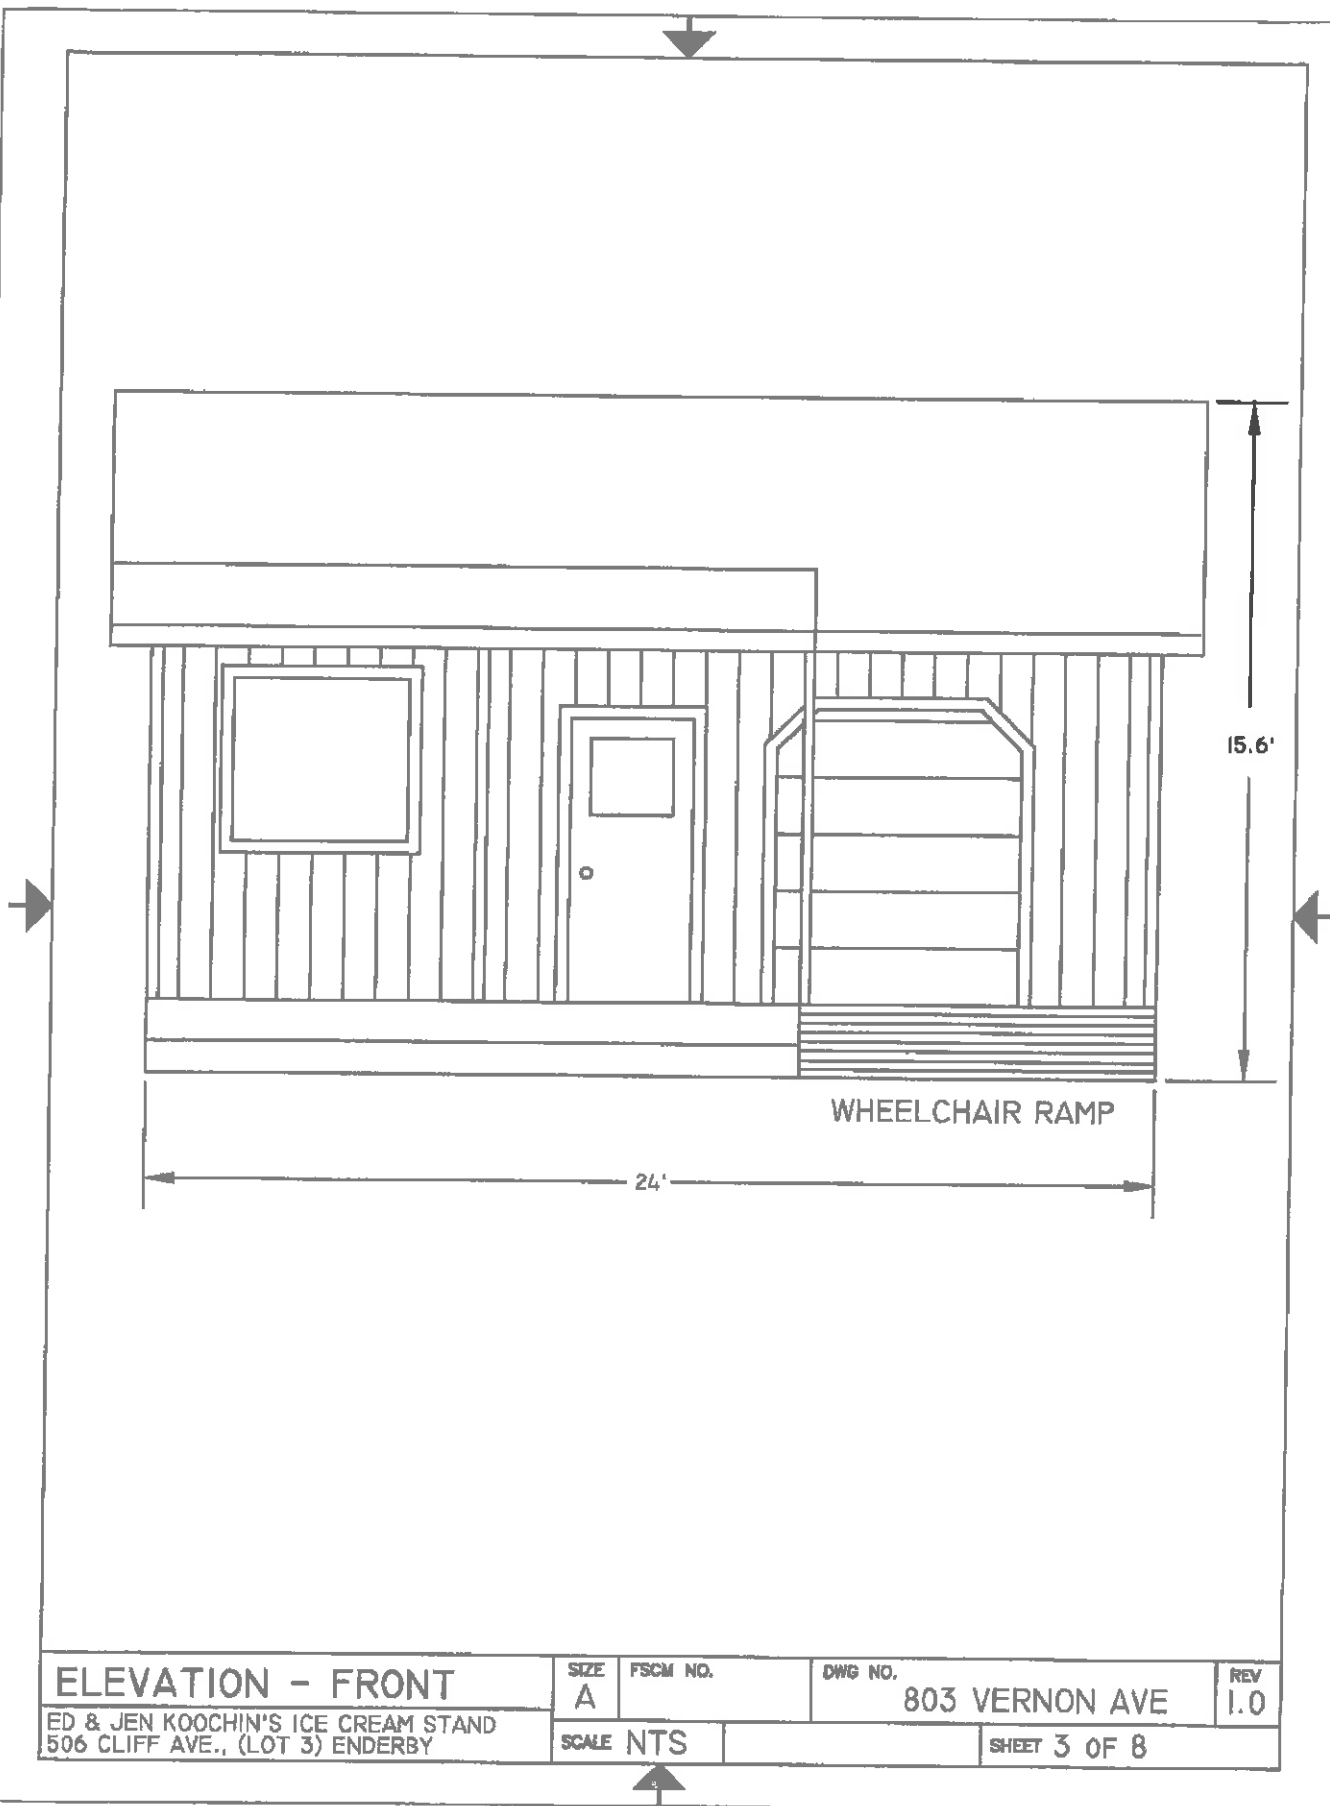 15.6'
WHEELCHAIR RAMP
24'
ELEVATION - FRONT
ED & JEN KOOCHIN'S ICE CREAM STAND
506 CLIFF AVE., (LOT 3) ENDERBY
SIZE
A
FSCM NO.
DWG NO.
803 VERNON AVE
REV
1.0
SCALE NTS
SHEET 3 OF 8